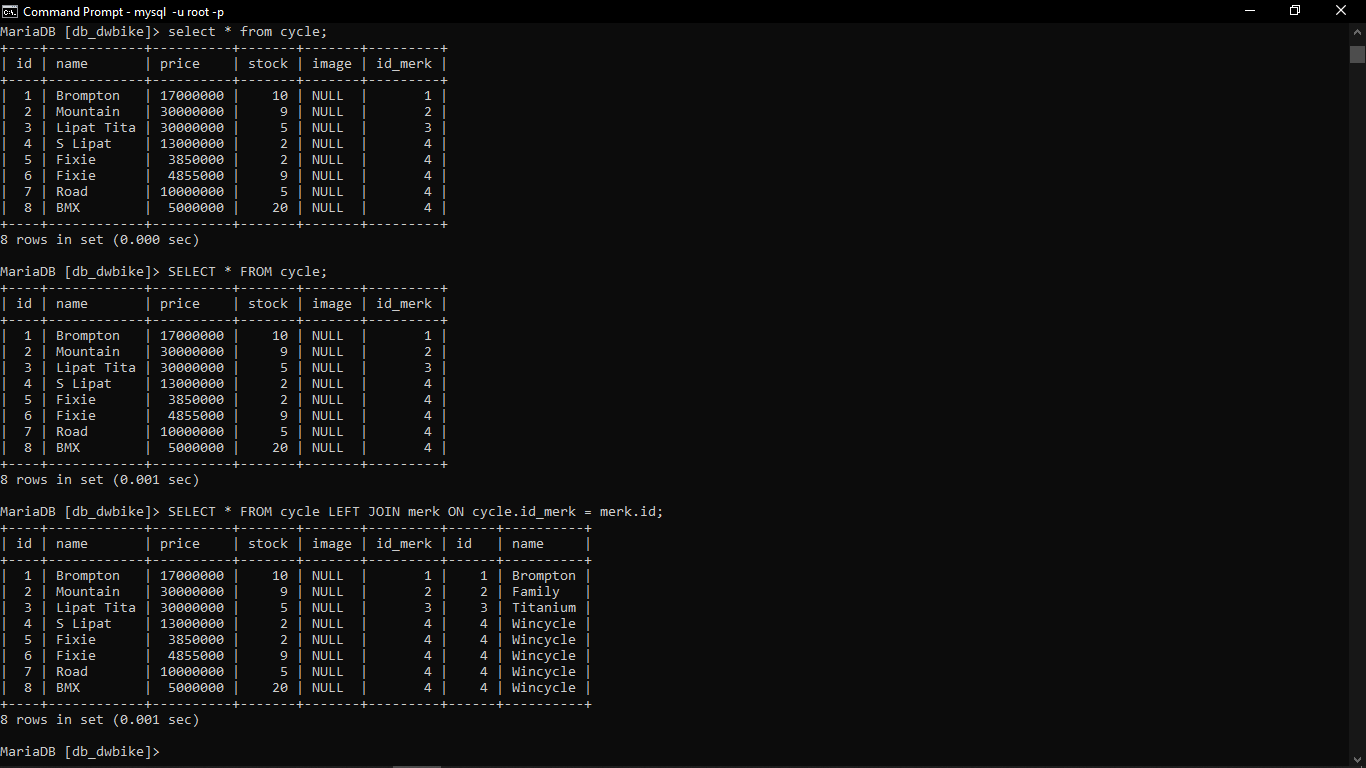 Command Prompt - mysql -u root -p
MariaDB [db_dwbike]> select * from cycle;
+----+------------+----------+-------+-------+---------+
| id | name       | price    | stock | image | id_merk |
+----+------------+----------+-------+-------+---------+
|  1 | Brompton   | 17000000 |    10 | NULL  |       1 |
|  2 | Mountain   | 30000000 |     9 | NULL  |       2 |
|  3 | Lipat Tita | 30000000 |     5 | NULL  |       3 |
|  4 | S Lipat    | 13000000 |     2 | NULL  |       4 |
|  5 | Fixie      |  3850000 |     2 | NULL  |       4 |
|  6 | Fixie      |  4855000 |     9 | NULL  |       4 |
|  7 | Road       | 10000000 |     5 | NULL  |       4 |
|  8 | BMX        |  5000000 |    20 | NULL  |       4 |
+----+------------+----------+-------+-------+---------+
8 rows in set (0.000 sec)
MariaDB [db_dwbike]> SELECT * FROM cycle;
+----+------------+----------+-------+-------+---------+
| id | name       | price    | stock | image | id_merk |
+----+------------+----------+-------+-------+---------+
|  1 | Brompton   | 17000000 |    10 | NULL  |       1 |
|  2 | Mountain   | 30000000 |     9 | NULL  |       2 |
|  3 | Lipat Tita | 30000000 |     5 | NULL  |       3 |
|  4 | S Lipat    | 13000000 |     2 | NULL  |       4 |
|  5 | Fixie      |  3850000 |     2 | NULL  |       4 |
|  6 | Fixie      |  4855000 |     9 | NULL  |       4 |
|  7 | Road       | 10000000 |     5 | NULL  |       4 |
|  8 | BMX        |  5000000 |    20 | NULL  |       4 |
+----+------------+----------+-------+-------+---------+
8 rows in set (0.001 sec)
MariaDB [db_dwbike]> SELECT * FROM cycle LEFT JOIN merk ON cycle.id_merk = merk.id;
+----+------------+----------+-------+-------+---------+------+----------+
| id | name       | price    | stock | image | id_merk | id   | name     |
+----+------------+----------+-------+-------+---------+------+----------+
|  1 | Brompton   | 17000000 |    10 | NULL  |       1 |    1 | Brompton |
|  2 | Mountain   | 30000000 |     9 | NULL  |       2 |    2 | Family   |
|  3 | Lipat Tita | 30000000 |     5 | NULL  |       3 |    3 | Titanium |
|  4 | S Lipat    | 13000000 |     2 | NULL  |       4 |    4 | Wincycle |
|  5 | Fixie      |  3850000 |     2 | NULL  |       4 |    4 | Wincycle |
|  6 | Fixie      |  4855000 |     9 | NULL  |       4 |    4 | Wincycle |
|  7 | Road       | 10000000 |     5 | NULL  |       4 |    4 | Wincycle |
|  8 | BMX        |  5000000 |    20 | NULL  |       4 |    4 | Wincycle |
+----+------------+----------+-------+-------+---------+------+----------+
8 rows in set (0.001 sec)
MariaDB [db_dwbike]>